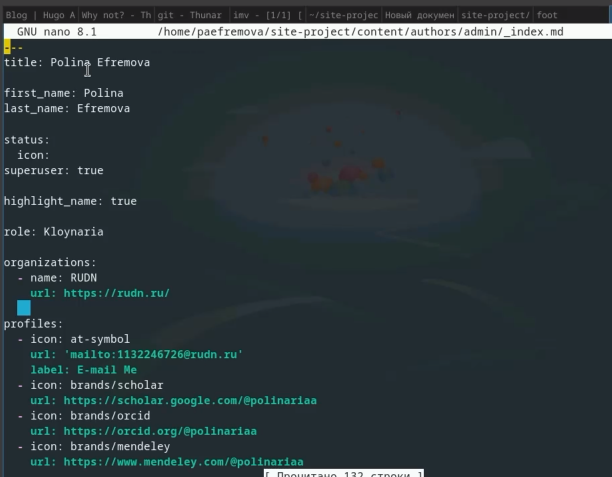 Blog | Hugo A Why not? - Th git - Thunar imv - [1/1] [ ~/site-projec Новый докумен site-project/ foot
GNU nano 8.1 /home/paefremova/site-project/content/authors/admin/_index.md
---
title: Polina Efremova
first_name: Polina
last_name: Efremova
status:
icon:
superuser: true
highlight_name: true
role: Kloynaria
organizations:
- name: RUDN
url: https://rudn.ru/
profiles:
- icon: at-symbol
url: 'mailto:1132246726@rudn.ru'
label: E-mail Me
- icon: brands/scholar
url: https://scholar.google.com/@polinariaa
- icon: brands/orcid
url: https://orcid.org/@polinariaa
- icon: brands/mendeley
url: https://www.mendeley.com/@polinariaa
[ Прочитано 132 строки ]